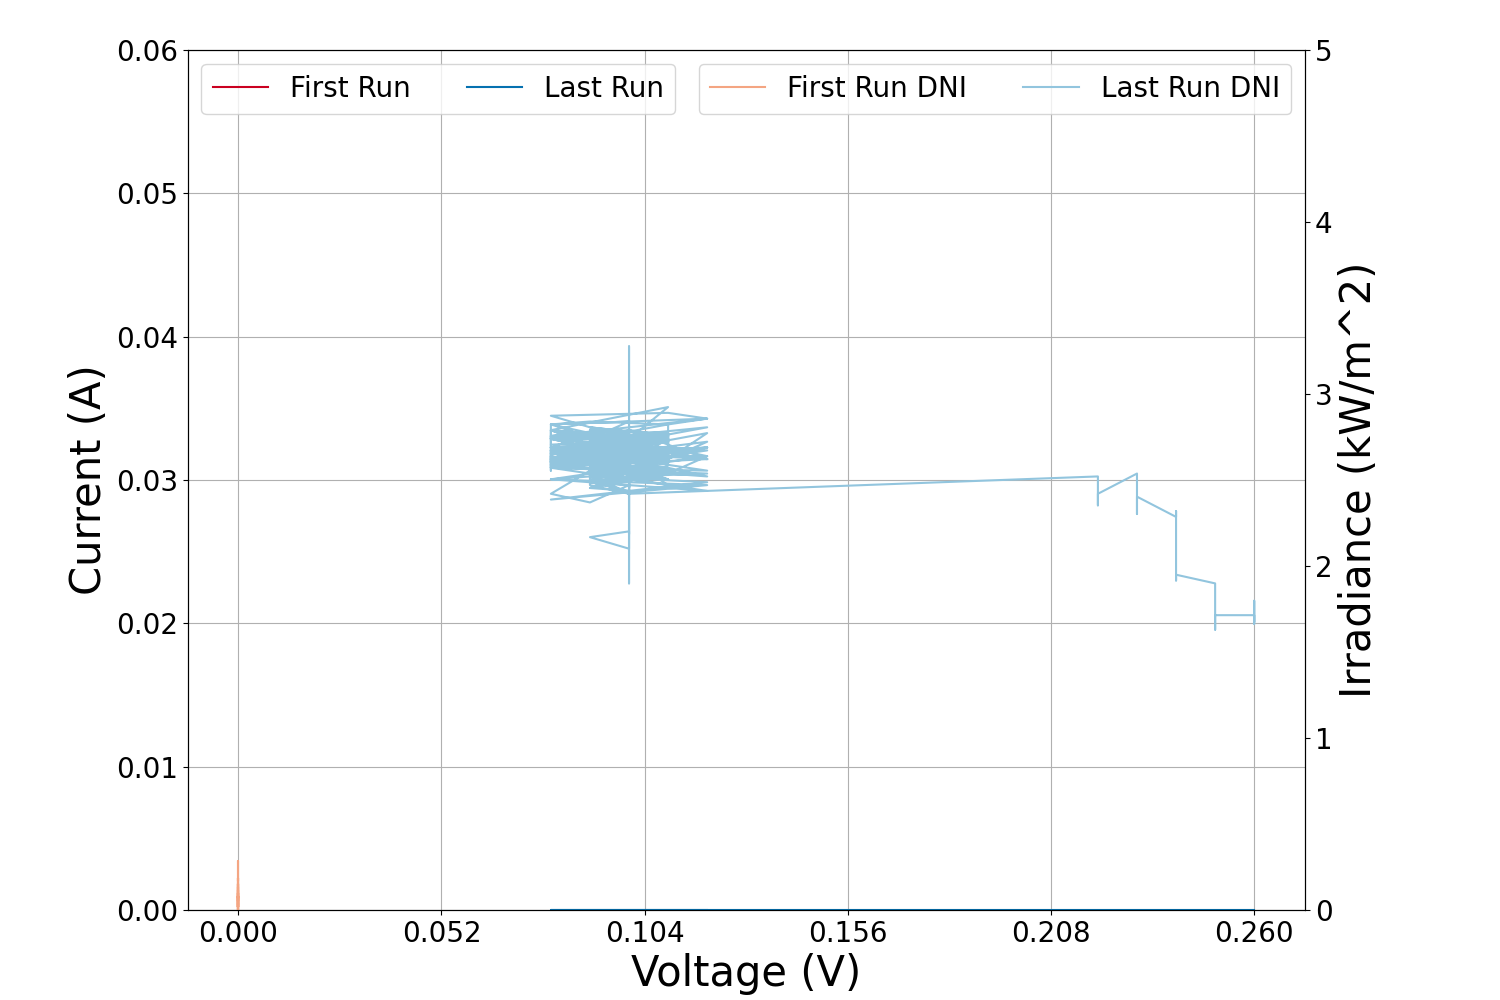 First Run
Last Run
First Run DNI
Last Run DNI
0.06
0.05
0.04
0.03
0.02
0.01
0.00
Current (A)
5
4
3
2
1
0
Irradiance (kW/m^2)
0.000
0.052
0.104
0.156
0.208
0.260
Voltage (V)